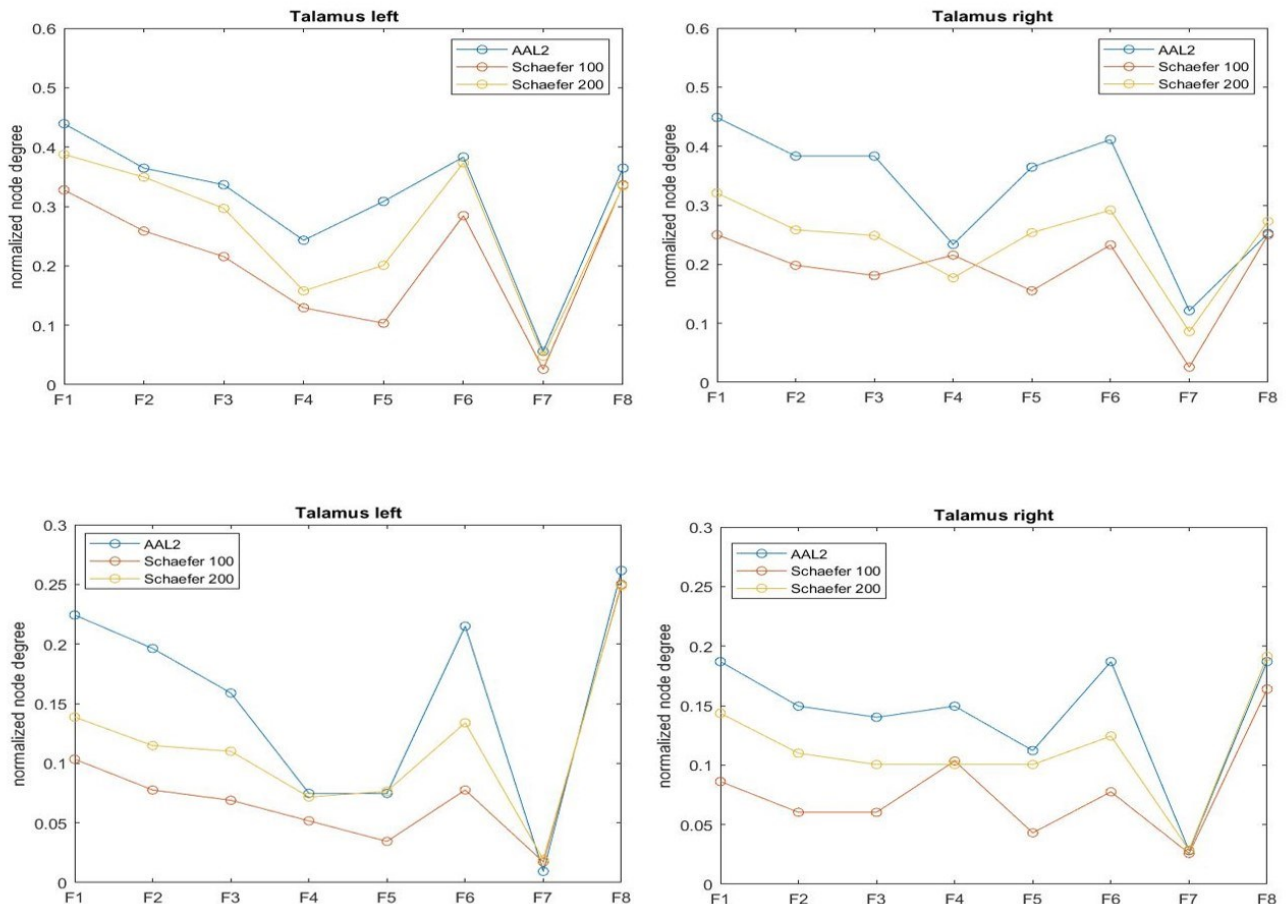 Talamus left
0.6
0.5
0.4
0.3
0.2
0.1
0
normalized node degree
AAL2
Schaefer 100
Schaefer 200
F1 F2 F3 F4 F5 F6 F7 F8
Talamus right
0.6
0.5
0.4
0.3
0.2
0.1
0
normalized node degree
AAL2
Schaefer 100
Schaefer 200
F1 F2 F3 F4 F5 F6 F7 F8
Talamus left
0.3
0.25
0.2
0.15
0.1
0.05
0
normalized node degree
AAL2
Schaefer 100
Schaefer 200
F1 F2 F3 F4 F5 F6 F7 F8
Talamus right
0.3
0.25
0.2
0.15
0.1
0.05
0
normalized node degree
AAL2
Schaefer 100
Schaefer 200
F1 F2 F3 F4 F5 F6 F7 F8